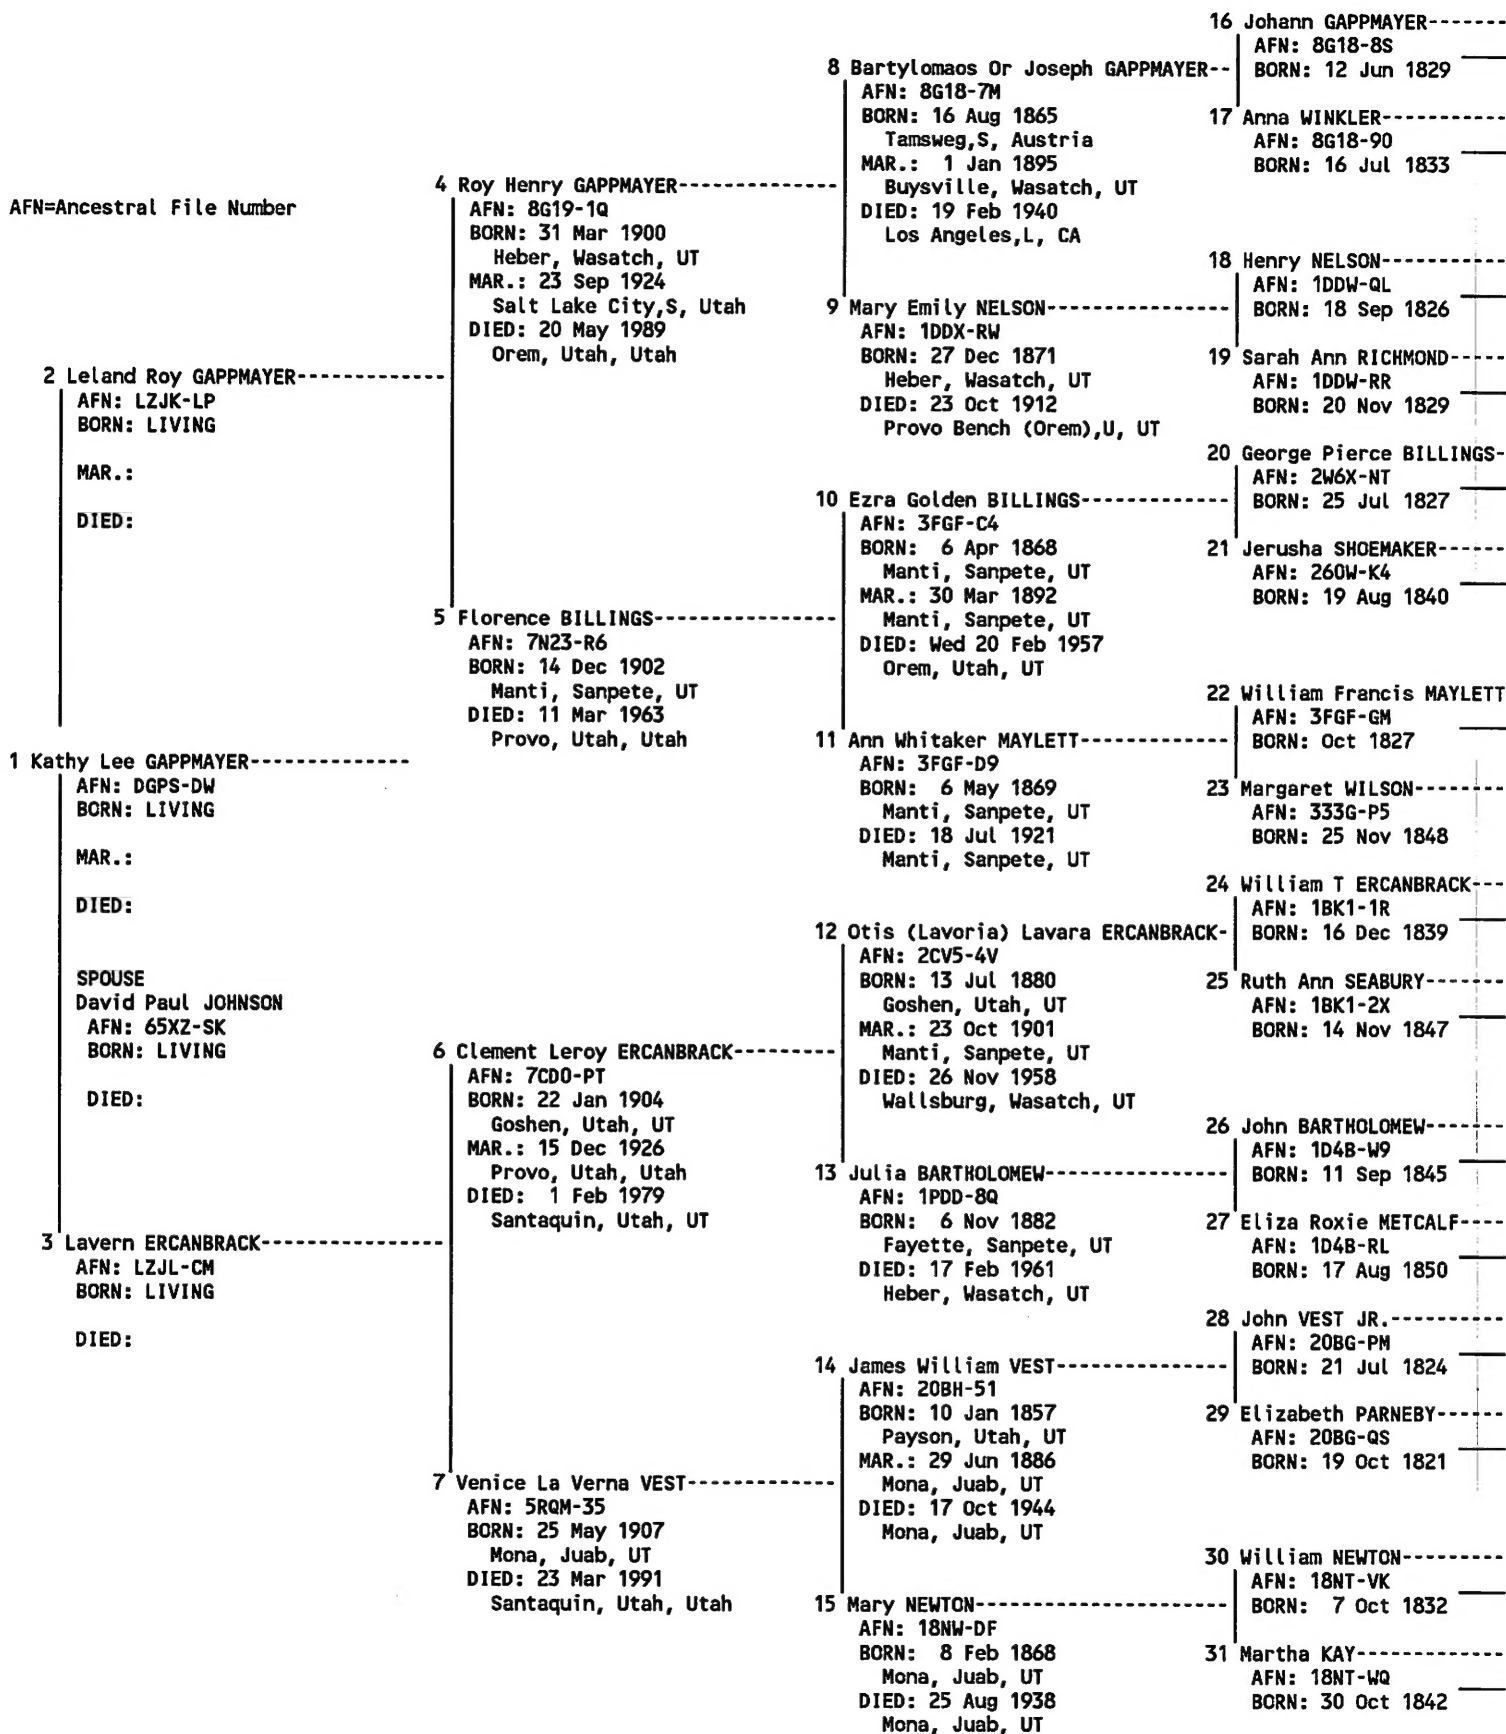 AFN=Ancestral File Number
1 Kathy Lee GAPPMAYER--------------
AFN: DGPS-DW
BORN: LIVING
MAR.:
DIED:
SPOUSE
David Paul JOHNSON
AFN: 65XZ-SK
BORN: LIVING
DIED:
2 Leland Roy GAPPMAYER-------------
AFN: LZJK-LP
BORN: LIVING
MAR.:
DIED:
3 Lavern ERCANBRACK----------------
AFN: LZJL-CM
BORN: LIVING
DIED:
4 Roy Henry GAPPMAYER--------------
AFN: 8G19-1Q
BORN: 31 Mar 1900
Heber, Wasatch, UT
MAR.: 23 Sep 1924
Salt Lake City,S, Utah
DIED: 20 May 1989
Orem, Utah, Utah
5 Florence BILLINGS----------------
AFN: 7N23-R6
BORN: 14 Dec 1902
Manti, Sanpete, UT
DIED: 11 Mar 1963
Provo, Utah, Utah
6 Clement Leroy ERCANBRACK---------
AFN: 7CD0-PT
BORN: 22 Jan 1904
Goshen, Utah, UT
MAR.: 15 Dec 1926
Provo, Utah, Utah
DIED: 1 Feb 1979
Santaquin, Utah, UT
7 Venice La Verna VEST-------------
AFN: 5RQM-35
BORN: 25 May 1907
Mona, Juab, UT
DIED: 23 Mar 1991
Santaquin, Utah, Utah
8 Bartylomaos Or Joseph GAPPMAYER--
AFN: 8G18-7M
BORN: 16 Aug 1865
Tamsweg,S, Austria
MAR.: 1 Jan 1895
Buysville, Wasatch, UT
DIED: 19 Feb 1940
Los Angeles,L, CA
9 Mary Emily NELSON----------------
AFN: 1DDX-RW
BORN: 27 Dec 1871
Heber, Wasatch, UT
DIED: 23 Oct 1912
Provo Bench (Orem),U, UT
10 Ezra Golden BILLINGS-------------
AFN: 3FGF-C4
BORN: 6 Apr 1868
Manti, Sanpete, UT
MAR.: 30 Mar 1892
Manti, Sanpete, UT
DIED: Wed 20 Feb 1957
Orem, Utah, UT
11 Ann Whitaker MAYLETT-------------
AFN: 3FGF-D9
BORN: 6 May 1869
Manti, Sanpete, UT
DIED: 18 Jul 1921
Manti, Sanpete, UT
12 Otis (Lavoria) Lavara ERCANBRACK-
AFN: 2CV5-4V
BORN: 13 Jul 1880
Goshen, Utah, UT
MAR.: 23 Oct 1901
Manti, Sanpete, UT
DIED: 26 Nov 1958
Wallsburg, Wasatch, UT
13 Julia BARTHOLOMEW----------------
AFN: 1PDD-8Q
BORN: 6 Nov 1882
Fayette, Sanpete, UT
DIED: 17 Feb 1961
Heber, Wasatch, UT
14 James William VEST---------------
AFN: 20BH-51
BORN: 10 Jan 1857
Payson, Utah, UT
MAR.: 29 Jun 1886
Mona, Juab, UT
DIED: 17 Oct 1944
Mona, Juab, UT
15 Mary NEWTON----------------------
AFN: 18NW-DF
BORN: 8 Feb 1868
Mona, Juab, UT
DIED: 25 Aug 1938
Mona, Juab, UT
16 Johann GAPPMAYER-------
AFN: 8G18-8S
BORN: 12 Jun 1829
17 Anna WINKLER-----------
AFN: 8G18-90
BORN: 16 Jul 1833
18 Henry NELSON-----------
AFN: 1DDW-QL
BORN: 18 Sep 1826
19 Sarah Ann RICHMOND-----
AFN: 1DDW-RR
BORN: 20 Nov 1829
20 George Pierce BILLINGS-
AFN: 2W6X-NT
BORN: 25 Jul 1827
21 Jerusha SHOEMAKER------
AFN: 260W-K4
BORN: 19 Aug 1840
22 William Francis MAYLETT
AFN: 3FGF-GM
BORN: Oct 1827
23 Margaret WILSON--------
AFN: 333G-P5
BORN: 25 Nov 1848
24 William T ERCANBRACK---
AFN: 1BK1-1R
BORN: 16 Dec 1839
25 Ruth Ann SEABURY-------
AFN: 1BK1-2X
BORN: 14 Nov 1847
26 John BARTHOLOMEW-------
AFN: 1D4B-W9
BORN: 11 Sep 1845
27 Eliza Roxie METCALF----
AFN: 1D4B-RL
BORN: 17 Aug 1850
28 John VEST JR.----------
AFN: 20BG-PM
BORN: 21 Jul 1824
29 Elizabeth PARNEBY------
AFN: 20BG-QS
BORN: 19 Oct 1821
30 William NEWTON---------
AFN: 18NT-VK
BORN: 7 Oct 1832
31 Martha KAY-------------
AFN: 18NT-WQ
BORN: 30 Oct 1842